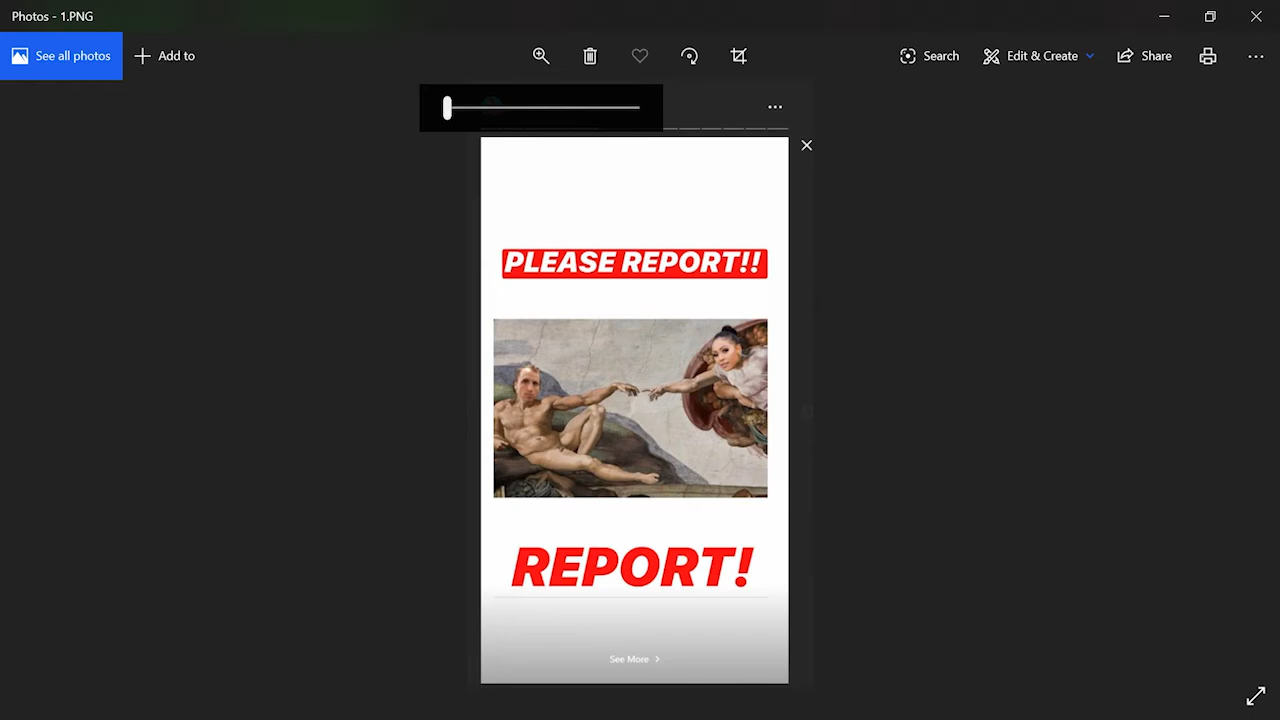 Photos - 1.PNG
See all photos
Add to
Search
Edit & Create
Share
PLEASE REPORT!!
REPORT!
See More